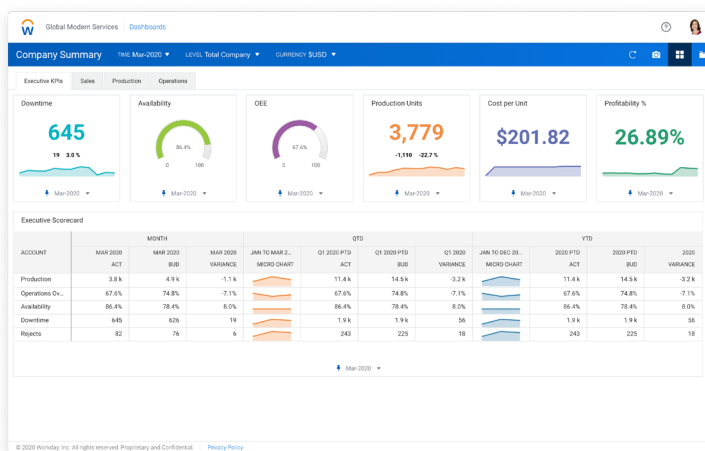 Global Modern Services Dashboards
Company Summary TIME Mar-2020 LEVEL Total Company CURRENCY $USD
Executive KPIs Sales Production Operations
Downtime Availability OEE Production Units Cost per Unit Profitability %
645 86.4% 67.6% 3,779 $201.82 26.89%
19 3.0 % -1,110 -22.7 %
0 100 0 100
Mar-2020 Mar-2020 Mar-2020 Mar-2020 Mar-2020 Mar-2020
Executive Scorecard
MONTH QTD YTD
ACCOUNT MAR 2020 MAR 2020 MAR 2020 JAN TO MAR 2... Q1 2020 PTD Q1 2020 PTD Q1 2020 JAN TO DEC 20... 2020 PTD 2020 PTD 2020
ACT BUD VARIANCE MICRO CHART ACT BUD VARIANCE MICRO CHART ACT BUD VARIANCE
Production 3.8 k 4.9 k -1.1 k 11.4 k 14.5 k -3.2 k 11.4 k 14.5 k -3.2 k
Operations Ov... 67.6% 74.8% -7.1% 67.6% 74.8% -7.1% 67.6% 74.8% -7.1%
Availability 86.4% 78.4% 8.0% 86.4% 78.4% 8.0% 86.4% 78.4% 8.0%
Downtime 645 626 19 1.9 k 1.9 k 56 1.9 k 1.9 k 56
Rejects 82 76 6 243 225 18 243 225 18
Mar-2020
© 2020 Workday, Inc. All rights reserved. Proprietary and Confidential. Privacy Policy